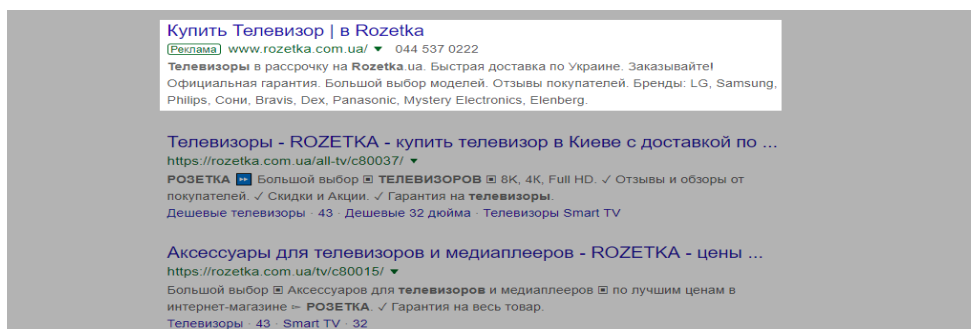 Купить Телевизор | в Rozetka
Реклама www.rozetka.com.ua/ ▼ 044 537 0222
Телевизоры в рассрочку на Rozetka.ua. Быстрая доставка по Украине. Заказывайте!
Официальная гарантия. Большой выбор моделей. Отзывы покупателей. Бренды: LG, Samsung,
Philips, Сони, Bravis, Dex, Panasonic, Mystery Electronics, Elenberg.
Телевизоры - ROZETKA - купить телевизор в Киеве с доставкой по ...
https://rozetka.com.ua/all-tv/c80037/ ▼
РОЗЕТКА ⏩ Большой выбор ▣ ТЕЛЕВИЗОРОВ ▣ 8K, 4K, Full HD. ✓ Отзывы и обзоры от
покупателей. ✓ Скидки и Акции. ✓ Гарантия на телевизоры.
Дешевые телевизоры · 43 · Дешевые 32 дюйма · Телевизоры Smart TV
Аксессуары для телевизоров и медиаплееров - ROZETKA - цены ...
https://rozetka.com.ua/tv/c80015/ ▼
Большой выбор ▣ Аксессуаров для телевизоров и медиаплееров ▣ по лучшим ценам в
интернет-магазине ➣ РОЗЕТКА. ✓ Гарантия на весь товар.
Телевизоры · 43 · Smart TV · 32